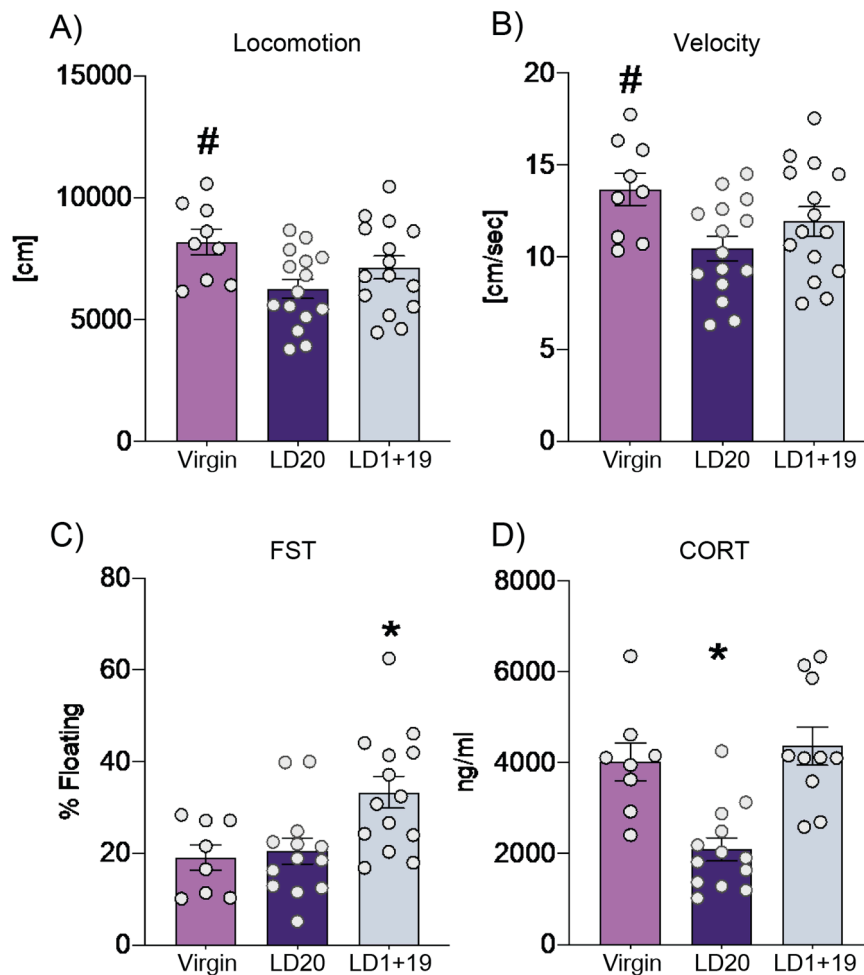 A)
Locomotion
15000
#
10000
[cm]
5000
0
Virgin LD20 LD1+19
B)
Velocity
20
#
15
[cm/sec]
10
5
0
Virgin LD20 LD1+19
C)
FST
80
*
60
% Floating
40
20
0
Virgin LD20 LD1+19
D)
CORT
8000
*
6000
ng/ml
4000
2000
0
Virgin LD20 LD1+19